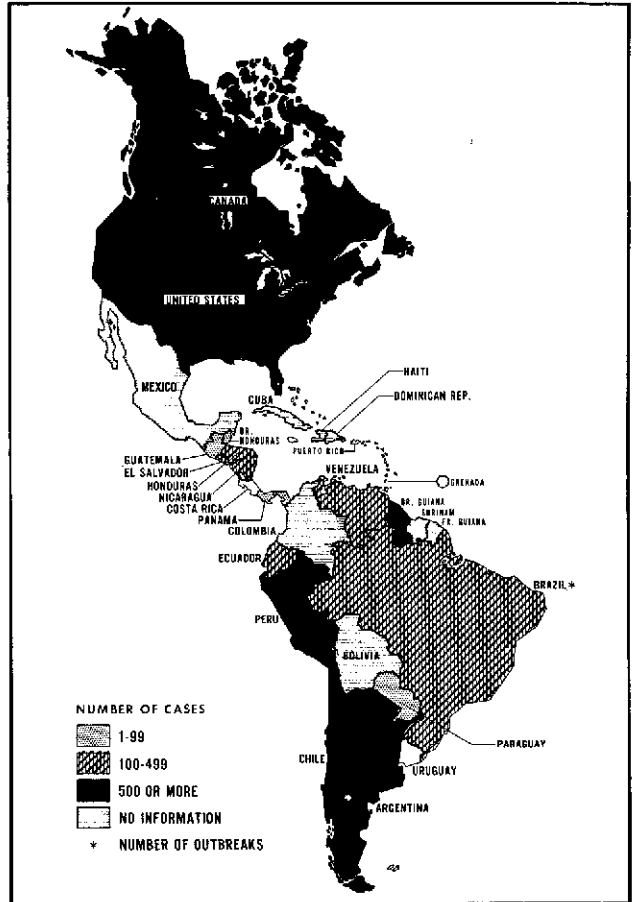 CANADA
UNITED STATES
MEXICO
CUBA
HAITI
DOMINICAN REP.
BR.
HONDURAS
PUERTO RICO
GUATEMALA
EL SALVADOR
HONDURAS
NICARAGUA
COSTA RICA
PANAMA
VENEZUELA
GRENADA
BR. GUIANA
SURINAM
FR. GUIANA
COLOMBIA
ECUADOR
BRAZIL*
PERU
BOLIVIA
NUMBER OF CASES
1-99
100-499
500 OR MORE
NO INFORMATION
* NUMBER OF OUTBREAKS
PARAGUAY
CHILE
URUGUAY
ARGENTINA